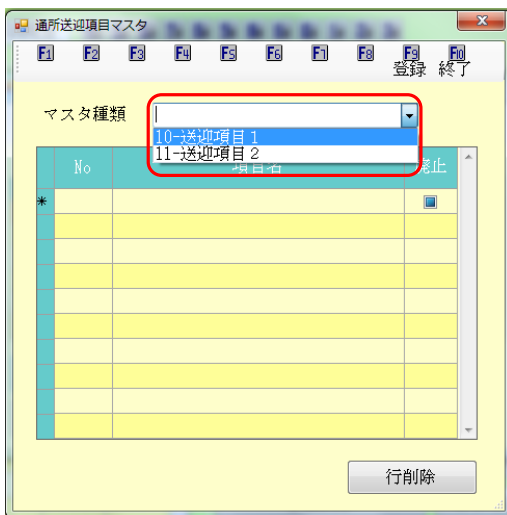 通所送迎項目マスタ
x
F1 F2 F3 F4 F5 F6 F7 F8 F9 F10
登録 終了
マスタ種類
10-送迎項目1
11-送迎項目2
No 項目名 廃止
*
行削除